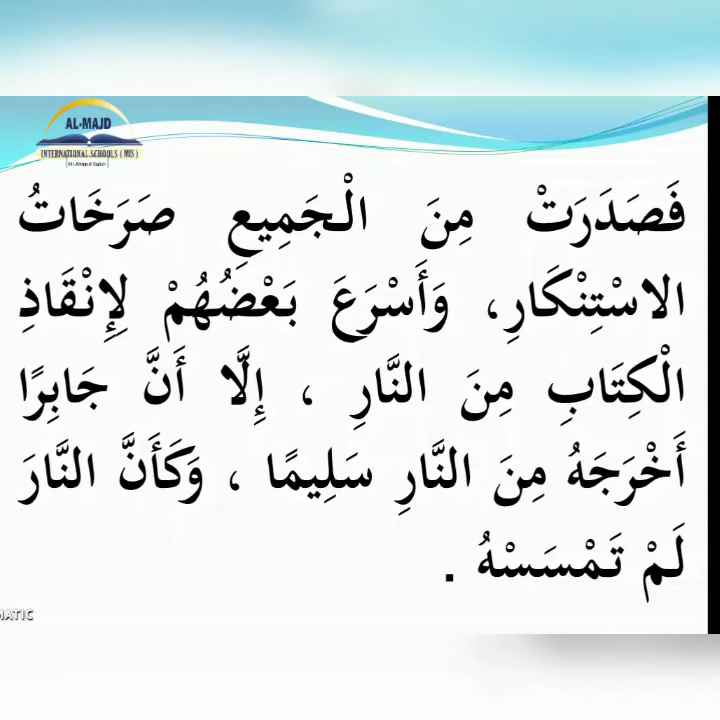 AL-MAJD
INTERNATIONAL SCHOOLS ( MIS )
فَصَدَرَتْ مِنَ الْجَمِيعِ صَرَخَاتُ
الاسْتِنْكَارِ، وَأَسْرَعَ بَعْضُهُمْ لِإِنْقَاذِ
الْكِتَابِ مِنَ النَّارِ ، إِلَّا أَنَّ جَابِرًا
أَخْرَجَهُ مِنَ النَّارِ سَلِيمًا ، وَكَأَنَّ النَّارَ
لَمْ تَمْسَسْهُ .
MATIC